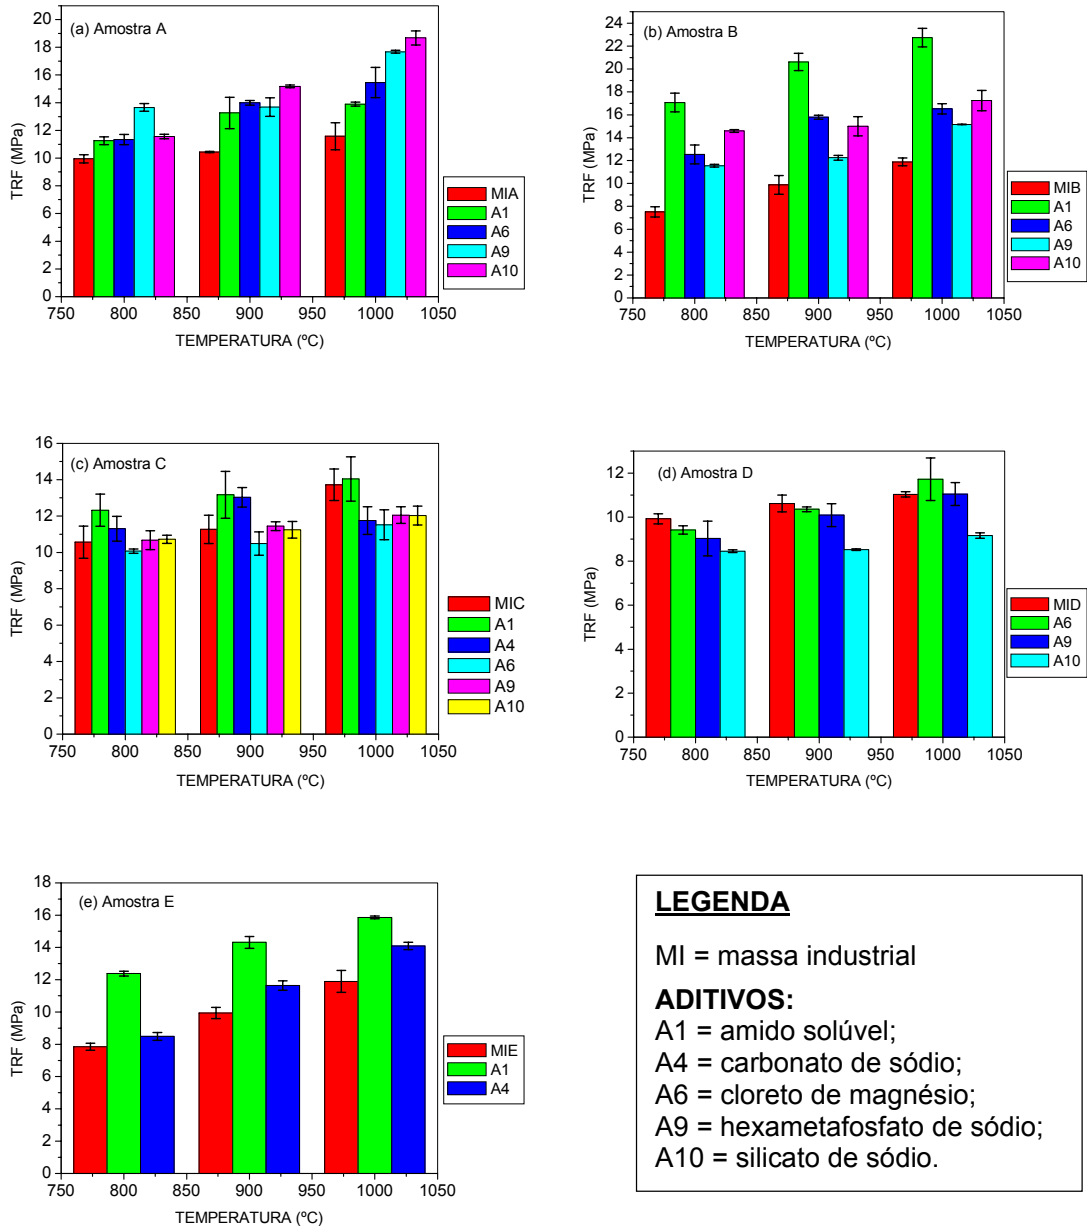 (a) Amostra A
TRF (MPa)
20
18
16
14
12
10
8
6
4
2
0
750 800 850 900 950 1000 1050
TEMPERATURA (ºC)
MIA
A1
A6
A9
A10
(b) Amostra B
TRF (MPa)
24
22
20
18
16
14
12
10
8
6
4
2
0
750 800 850 900 950 1000 1050
TEMPERATURA (ºC)
MIB
A1
A6
A9
A10
(c) Amostra C
TRF (MPa)
16
14
12
10
8
6
4
2
0
750 800 850 900 950 1000 1050
TEMPERATURA (ºC)
MIC
A1
A4
A6
A9
A10
(d) Amostra D
TRF (MPa)
12
10
8
6
4
2
0
750 800 850 900 950 1000 1050
TEMPERATURA (ºC)
MID
A6
A9
A10
(e) Amostra E
TRF (MPa)
18
16
14
12
10
8
6
4
2
0
750 800 850 900 950 1000 1050
TEMPERATURA (ºC)
MIE
A1
A4
LEGENDA
MI = massa industrial
ADITIVOS:
A1 = amido solúvel;
A4 = carbonato de sódio;
A6 = cloreto de magnésio;
A9 = hexametafosfato de sódio;
A10 = silicato de sódio.